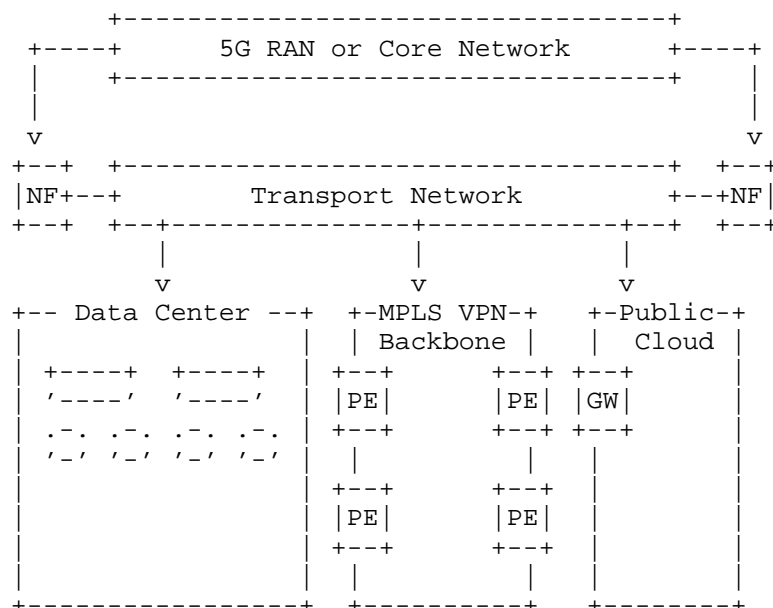 5G RAN or Core Network
v v
NF Transport Network NF
v v v
Data Center MPLS VPN Public
Backbone Cloud
PE PE GW
PE PE